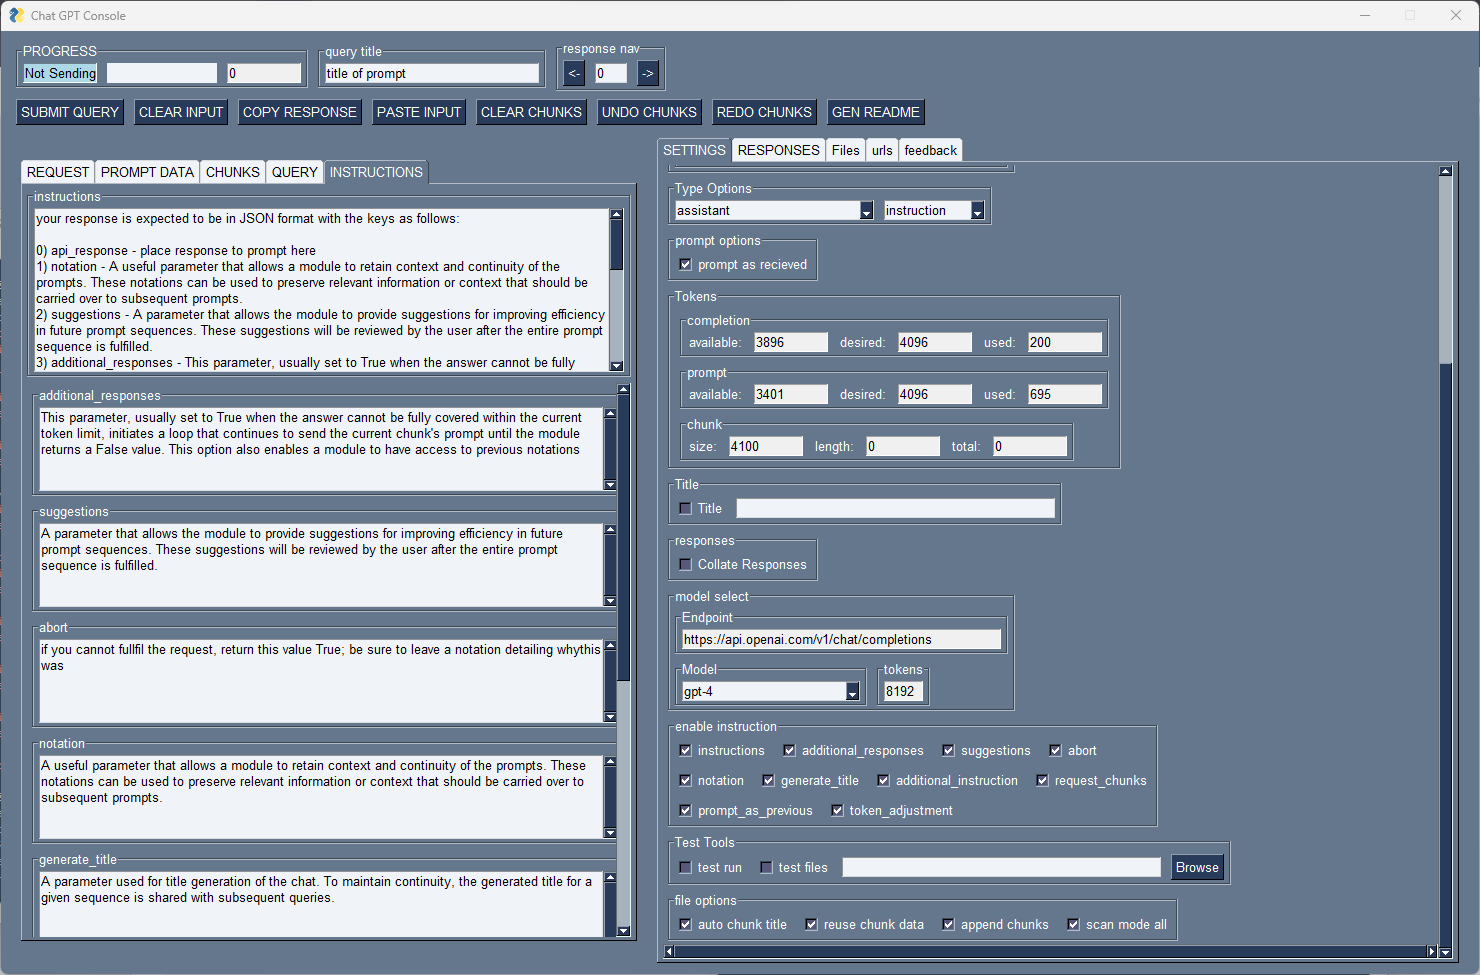 Chat GPT Console
PROGRESS
Not Sending
0
query title
title of prompt
response nav
<- 0 ->
SUBMIT QUERY CLEAR INPUT COPY RESPONSE PASTE INPUT CLEAR CHUNKS UNDO CHUNKS REDO CHUNKS GEN README
REQUEST PROMPT DATA CHUNKS QUERY INSTRUCTIONS
instructions
your response is expected to be in JSON format with the keys as follows:
0) api_response - place response to prompt here
1) notation - A useful parameter that allows a module to retain context and continuity of the
prompts. These notations can be used to preserve relevant information or context that should be
carried over to subsequent prompts.
2) suggestions - A parameter that allows the module to provide suggestions for improving efficiency
in future prompt sequences. These suggestions will be reviewed by the user after the entire prompt
sequence is fulfilled.
3) additional_responses - This parameter, usually set to True when the answer cannot be fully
additional_responses
This parameter, usually set to True when the answer cannot be fully covered within the current
token limit, initiates a loop that continues to send the current chunk's prompt until the module
returns a False value. This option also enables a module to have access to previous notations
suggestions
A parameter that allows the module to provide suggestions for improving efficiency in future
prompt sequences. These suggestions will be reviewed by the user after the entire prompt
sequence is fulfilled.
abort
if you cannot fullfil the request, return this value True; be sure to leave a notation detailing whythis
was
notation
A useful parameter that allows a module to retain context and continuity of the prompts. These
notations can be used to preserve relevant information or context that should be carried over to
subsequent prompts.
generate_title
A parameter used for title generation of the chat. To maintain continuity, the generated title for a
given sequence is shared with subsequent queries.
SETTINGS RESPONSES Files urls feedback
Type Options
assistant instruction
prompt options
prompt as recieved
Tokens
completion
available: 3896 desired: 4096 used: 200
prompt
available: 3401 desired: 4096 used: 695
chunk
size: 4100 length: 0 total: 0
Title
Title
responses
Collate Responses
model select
Endpoint
https://api.openai.com/v1/chat/completions
Model tokens
gpt-4 8192
enable instruction
instructions additional_responses suggestions abort
notation generate_title additional_instruction request_chunks
prompt_as_previous token_adjustment
Test Tools
test run test files Browse
file options
auto chunk title reuse chunk data append chunks scan mode all